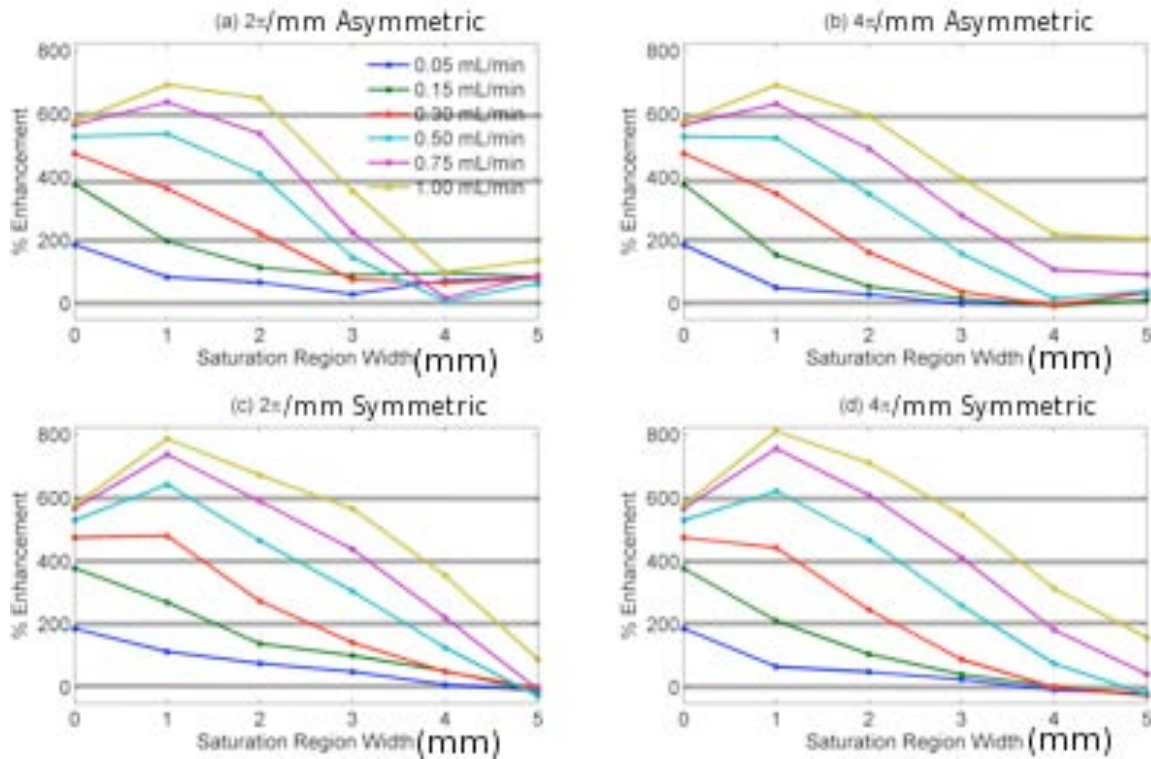 (a) 2π/mm Asymmetric
800
600
400
200
0
% Enhancement
0.05 mL/min
0.15 mL/min
0.30 mL/min
0.50 mL/min
0.75 mL/min
1.00 mL/min
0 1 2 3 4 5
Saturation Region Width (mm)
(b) 4π/mm Asymmetric
800
600
400
200
0
% Enhancement
0 1 2 3 4 5
Saturation Region Width (mm)
(c) 2π/mm Symmetric
800
600
400
200
0
% Enhancement
0 1 2 3 4 5
Saturation Region Width (mm)
(d) 4π/mm Symmetric
800
600
400
200
0
% Enhancement
0 1 2 3 4 5
Saturation Region Width (mm)